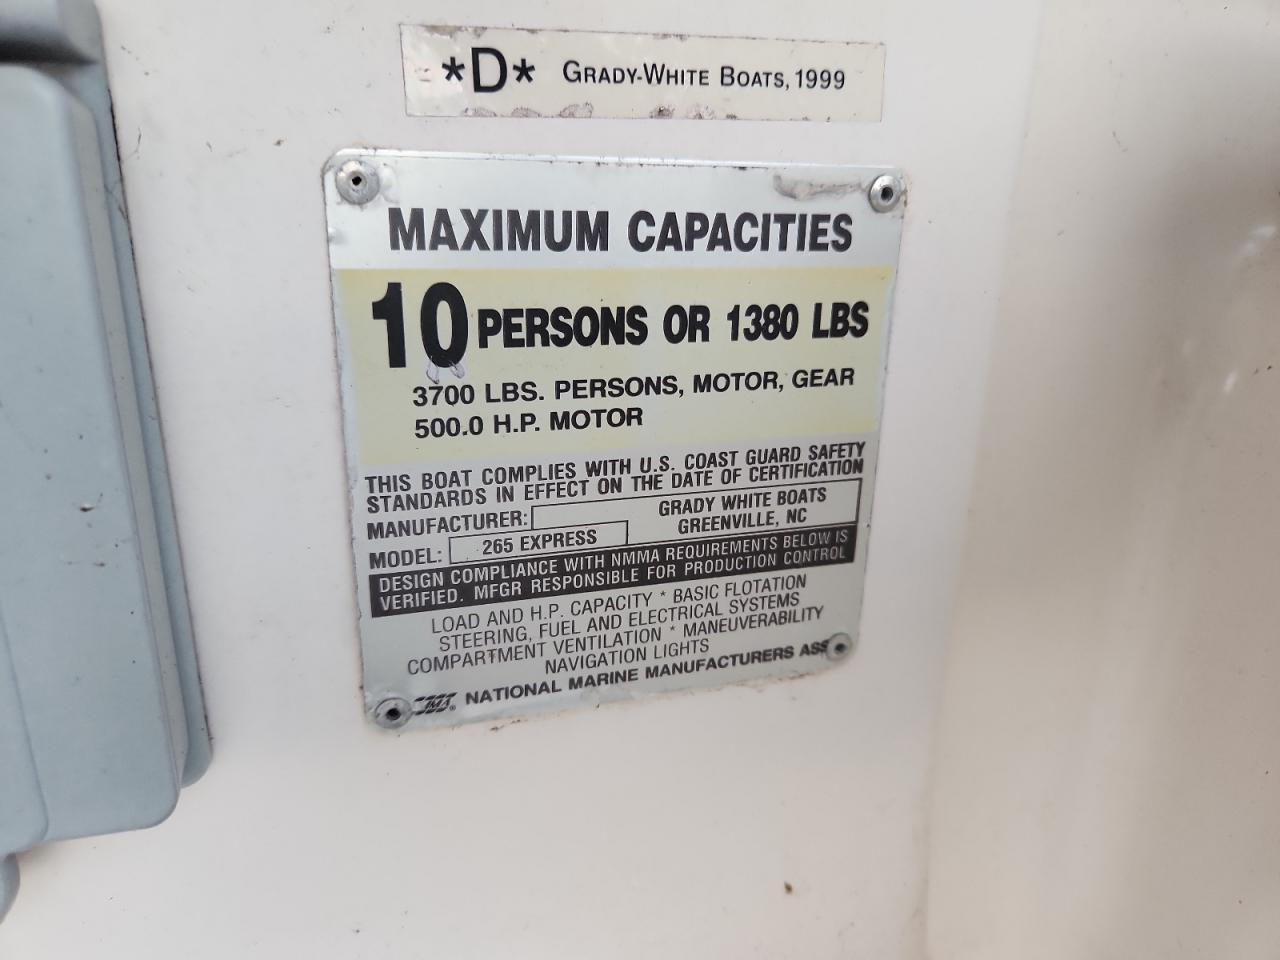 *D* GRADY-WHITE BOATS, 1999
MAXIMUM CAPACITIES
10 PERSONS OR 1380 LBS
3700 LBS. PERSONS, MOTOR, GEAR
500.0 H.P. MOTOR
THIS BOAT COMPLIES WITH U.S. COAST GUARD SAFETY
STANDARDS IN EFFECT ON THE DATE OF CERTIFICATION
MANUFACTURER: GRADY WHITE BOATS
GREENVILLE, NC
MODEL: 265 EXPRESS
DESIGN COMPLIANCE WITH NMMA REQUIREMENTS BELOW IS
VERIFIED. MFGR RESPONSIBLE FOR PRODUCTION CONTROL
LOAD AND H.P. CAPACITY * BASIC FLOTATION
STEERING, FUEL AND ELECTRICAL SYSTEMS
COMPARTMENT VENTILATION * MANEUVERABILITY
NAVIGATION LIGHTS
NATIONAL MARINE MANUFACTURERS ASS